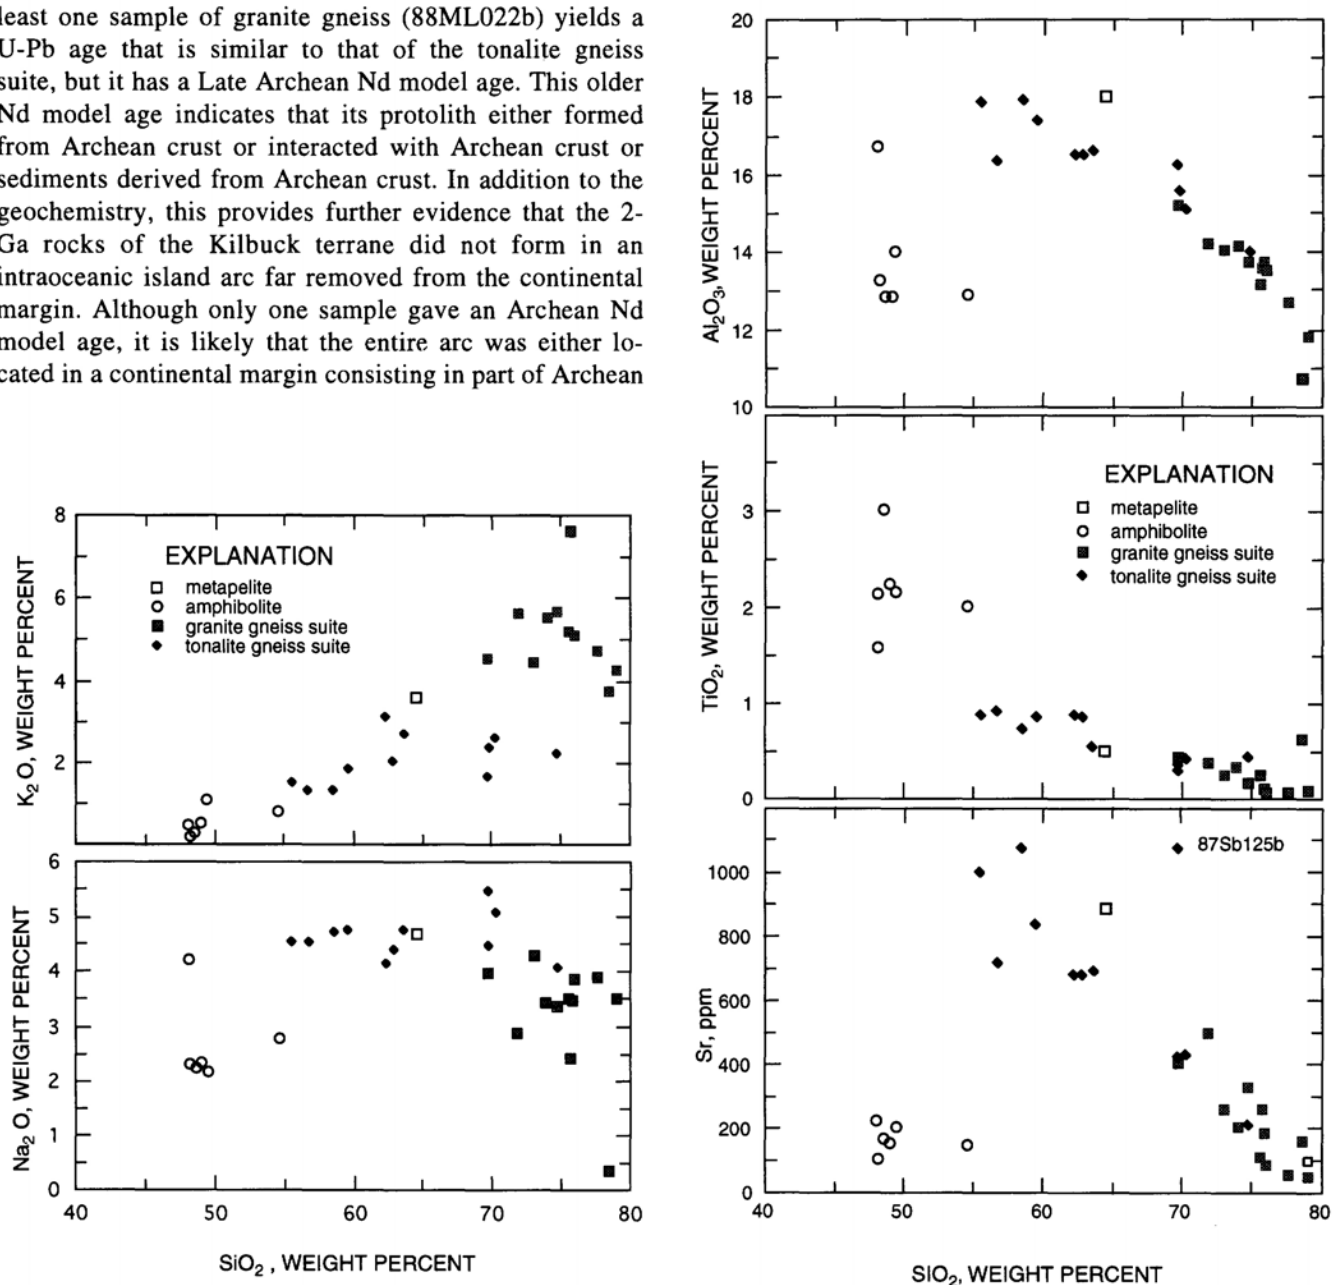 least one sample of granite gneiss (88ML022b) yields a
U-Pb age that is similar to that of the tonalite gneiss
suite, but it has a Late Archean Nd model age. This older
Nd model age indicates that its protolith either formed
from Archean crust or interacted with Archean crust or
sediments derived from Archean crust. In addition to the
geochemistry, this provides further evidence that the 2-
Ga rocks of the Kilbuck terrane did not form in an
intraoceanic island arc far removed from the continental
margin. Although only one sample gave an Archean Nd
model age, it is likely that the entire arc was either lo-
cated in a continental margin consisting in part of Archean
8
6
4
2
K2O, WEIGHT PERCENT
EXPLANATION
metapelite
amphibolite
granite gneiss suite
tonalite gneiss suite
6
5
4
3
2
1
0
Na2O, WEIGHT PERCENT
40 50 60 70 80
SiO2, WEIGHT PERCENT
20
18
16
14
12
10
Al2O3, WEIGHT PERCENT
3
2
1
0
TiO2, WEIGHT PERCENT
EXPLANATION
metapelite
amphibolite
granite gneiss suite
tonalite gneiss suite
1000
800
600
400
200
0
Sr, ppm
87Sb125b
40 50 60 70 80
SIO2, WEIGHT PERCENT